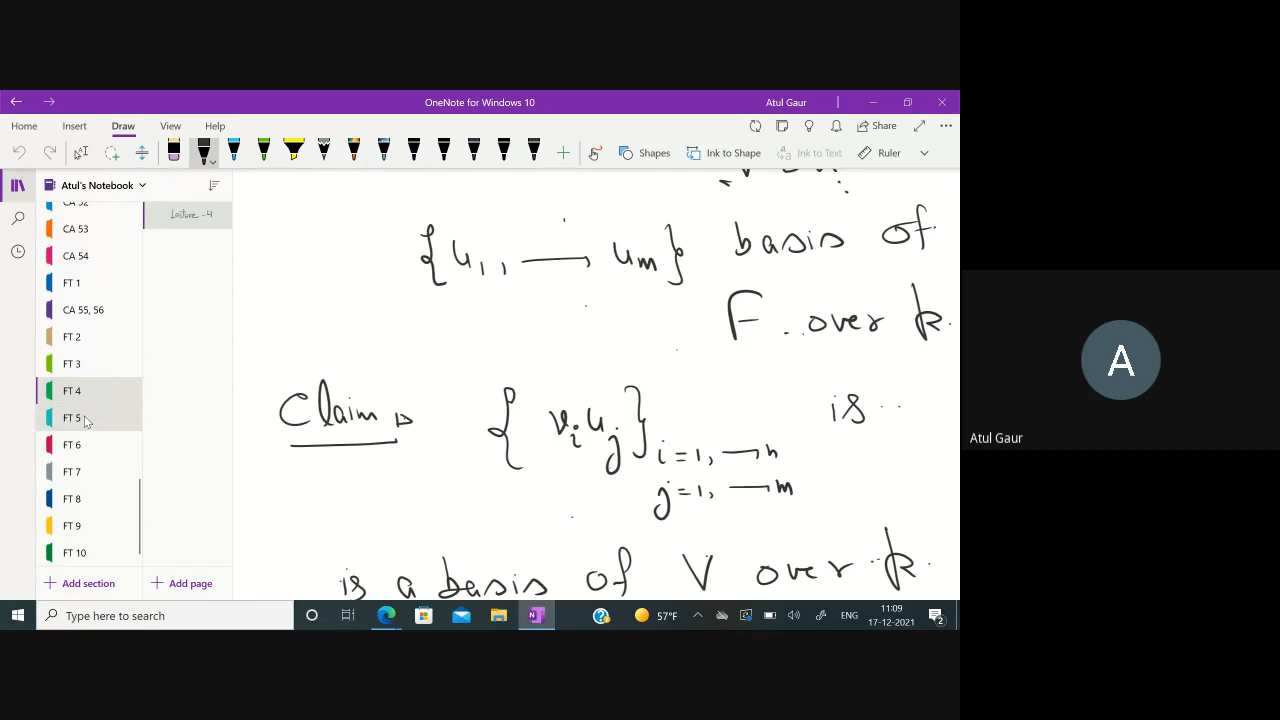 OneNote for Windows 10
Atul Gaur
Home Insert Draw View Help
Share
Shapes Ink to Shape Ink to Text Ruler
Atul's Notebook
Lecture - 4
CA 52
CA 53
CA 54
FT 1
CA 55, 56
FT 2
FT 3
FT 4
FT 5
FT 6
FT 7
FT 8
FT 9
FT 10
Add section
Add page
{u1, ——, um} basis of
F over k.
Claim {viuj} is
i=1, — n
j=1, — m
is a basis of V over k.
A
Atul Gaur
Type here to search
57°F
ENG
11:09
17-12-2021
2